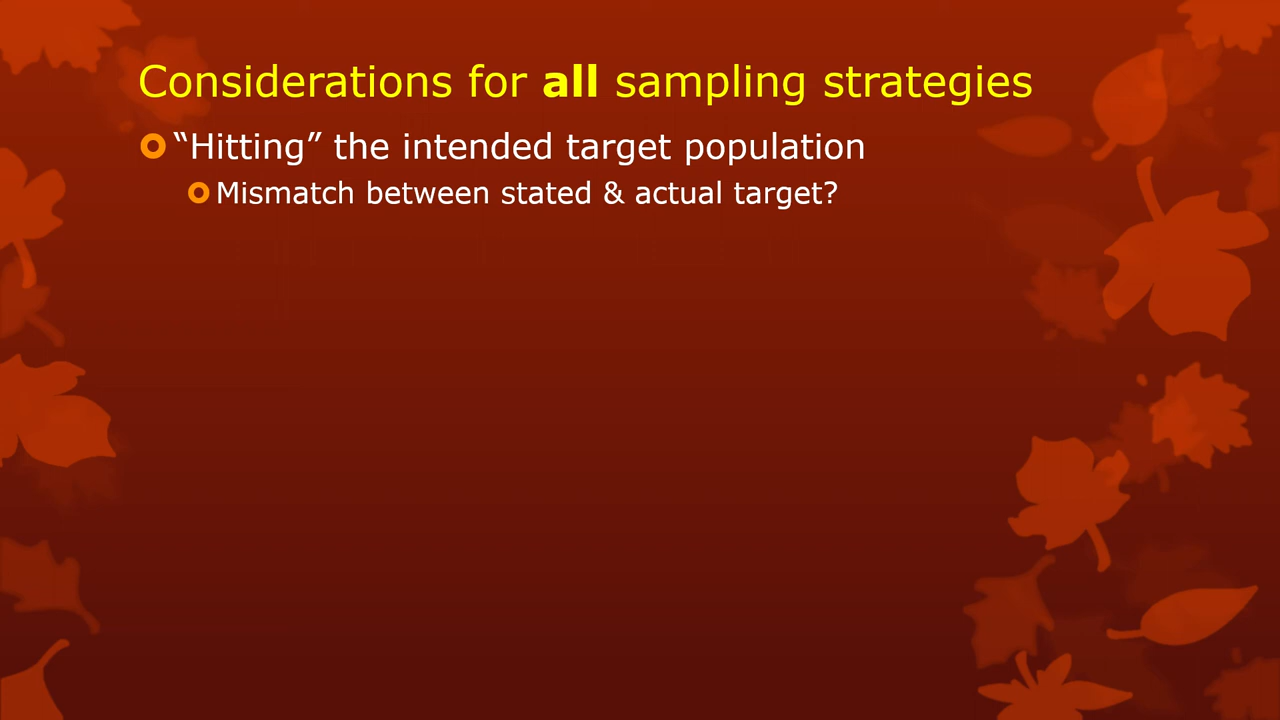 Considerations for all sampling strategies
“Hitting” the intended target population
Mismatch between stated & actual target?